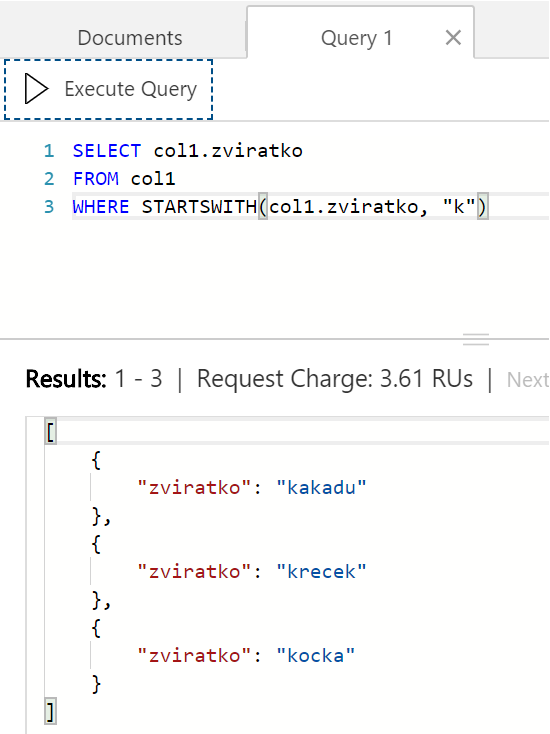 Documents
Query 1
Execute Query
1 SELECT col1.zviratko
2 FROM col1
3 WHERE STARTSWITH(col1.zviratko, "k")
Results: 1 - 3 | Request Charge: 3.61 RUs | Next
[
{
"zviratko": "kakadu"
},
{
"zviratko": "krecek"
},
{
"zviratko": "kocka"
}
]